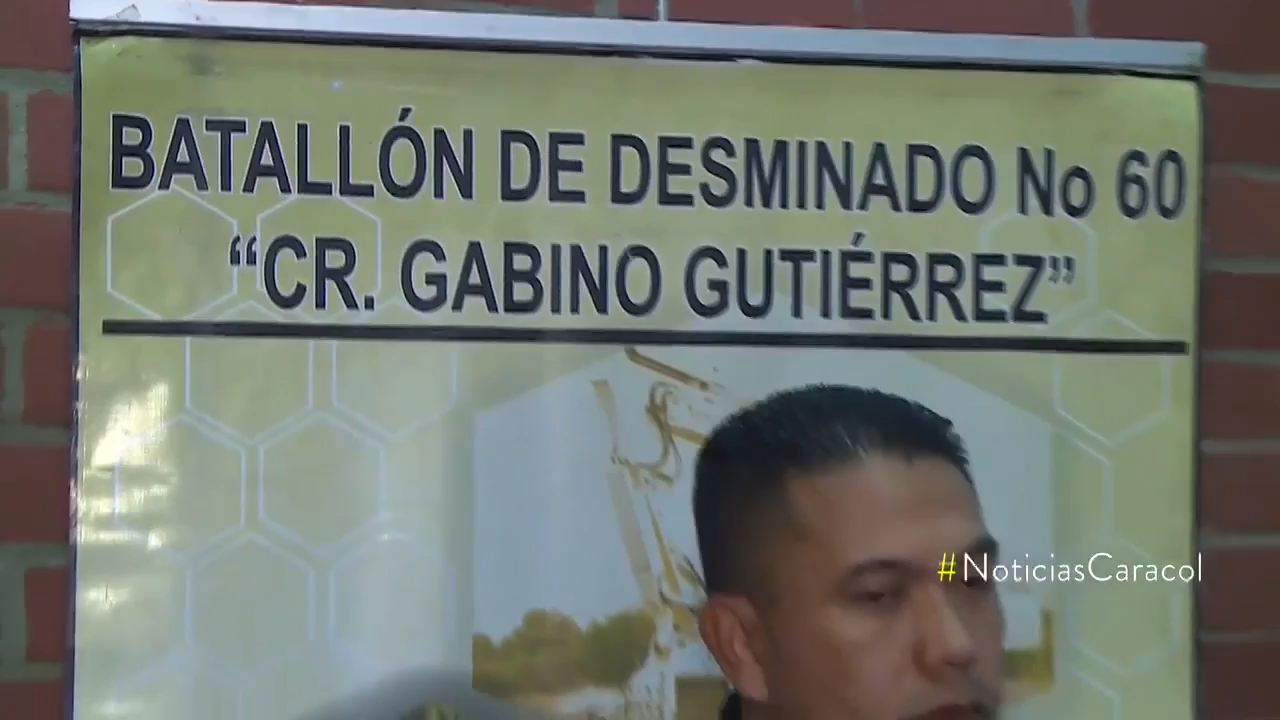 BATALLÓN DE DESMINADO No 60
“CR. GABINO GUTIÉRREZ”
#NoticiasCaracol